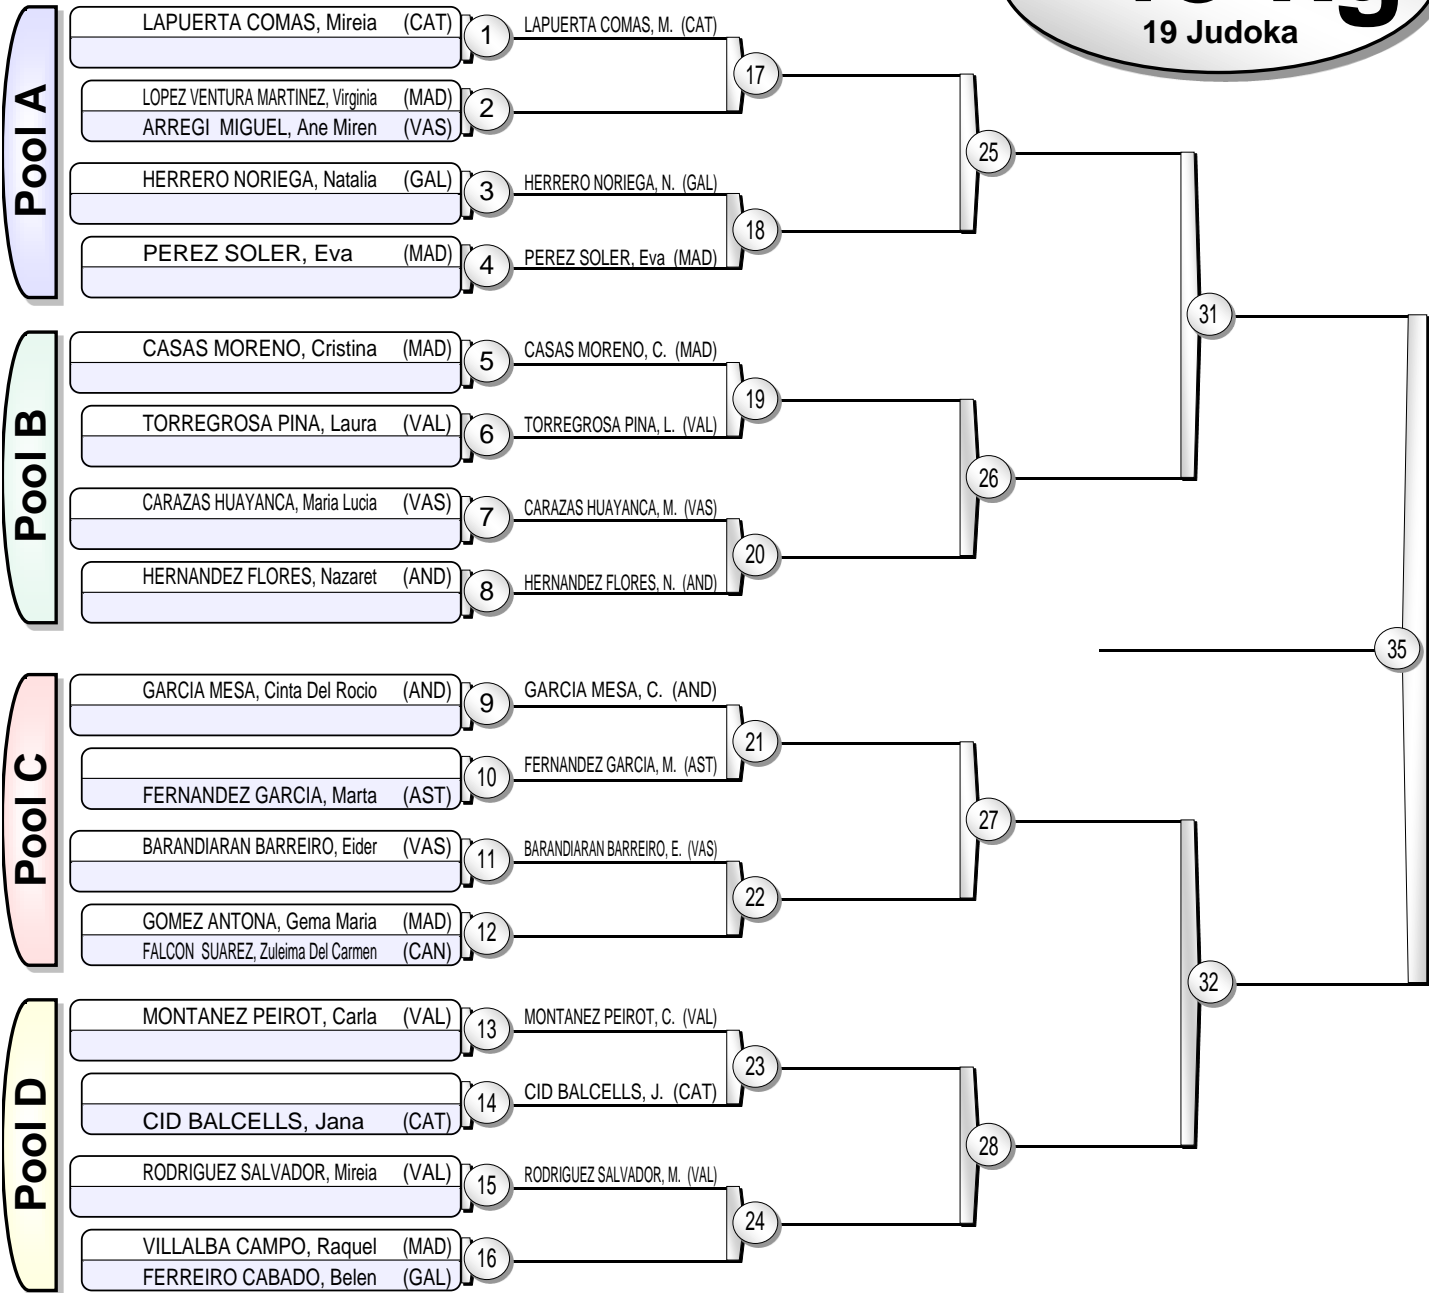 19 Judoka
Pool A
LAPUERTA COMAS, Mireia (CAT) 1 LAPUERTA COMAS, M. (CAT)
17
LOPEZ VENTURA MARTINEZ, Virginia (MAD) 2
ARREGI MIGUEL, Ane Miren (VAS)
25
HERRERO NORIEGA, Natalia (GAL) 3 HERRERO NORIEGA, N. (GAL)
18
PEREZ SOLER, Eva (MAD) 4 PEREZ SOLER, Eva (MAD)
31
Pool B
CASAS MORENO, Cristina (MAD) 5 CASAS MORENO, C. (MAD)
19
TORREGROSA PINA, Laura (VAL) 6 TORREGROSA PINA, L. (VAL)
26
CARAZAS HUAYANCA, Maria Lucia (VAS) 7 CARAZAS HUAYANCA, M. (VAS)
20
HERNANDEZ FLORES, Nazaret (AND) 8 HERNANDEZ FLORES, N. (AND)
35
Pool C
GARCIA MESA, Cinta Del Rocio (AND) 9 GARCIA MESA, C. (AND)
21
10 FERNANDEZ GARCIA, M. (AST)
FERNANDEZ GARCIA, Marta (AST)
27
BARANDIARAN BARREIRO, Eider (VAS) 11 BARANDIARAN BARREIRO, E. (VAS)
22
GOMEZ ANTONA, Gema Maria (MAD) 12
FALCON SUAREZ, Zuleima Del Carmen (CAN)
32
Pool D
MONTANEZ PEIROT, Carla (VAL) 13 MONTANEZ PEIROT, C. (VAL)
23
14 CID BALCELLS, J. (CAT)
CID BALCELLS, Jana (CAT)
28
RODRIGUEZ SALVADOR, Mireia (VAL) 15 RODRIGUEZ SALVADOR, M. (VAL)
24
VILLALBA CAMPO, Raquel (MAD) 16
FERREIRO CABADO, Belen (GAL)